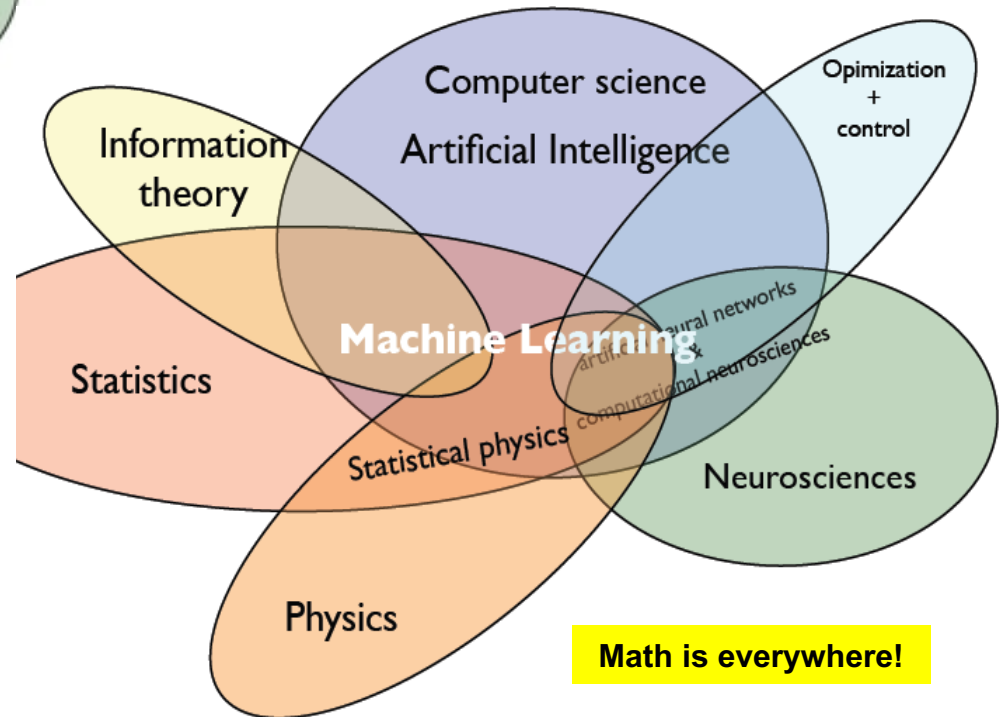 Computer science
Artificial Intelligence
Opimization
+
control
Information
theory
artificial neural networks
&
computational neurosciences
Machine Learning
Statistics
Statistical physics
Neurosciences
Physics
Math is everywhere!